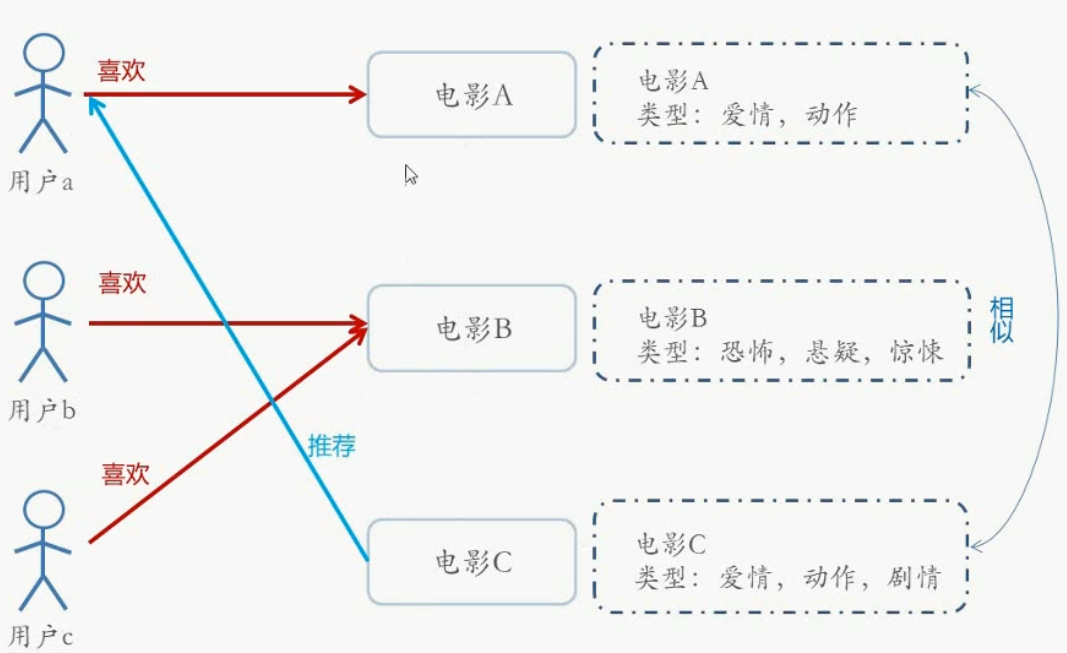 喜欢
电影A
电影A
类型：爱情，动作
用户a
喜欢
电影B
电影B
类型：恐怖，悬疑，惊悚
相似
用户b
推荐
喜欢
电影C
电影C
类型：爱情，动作，剧情
用户c